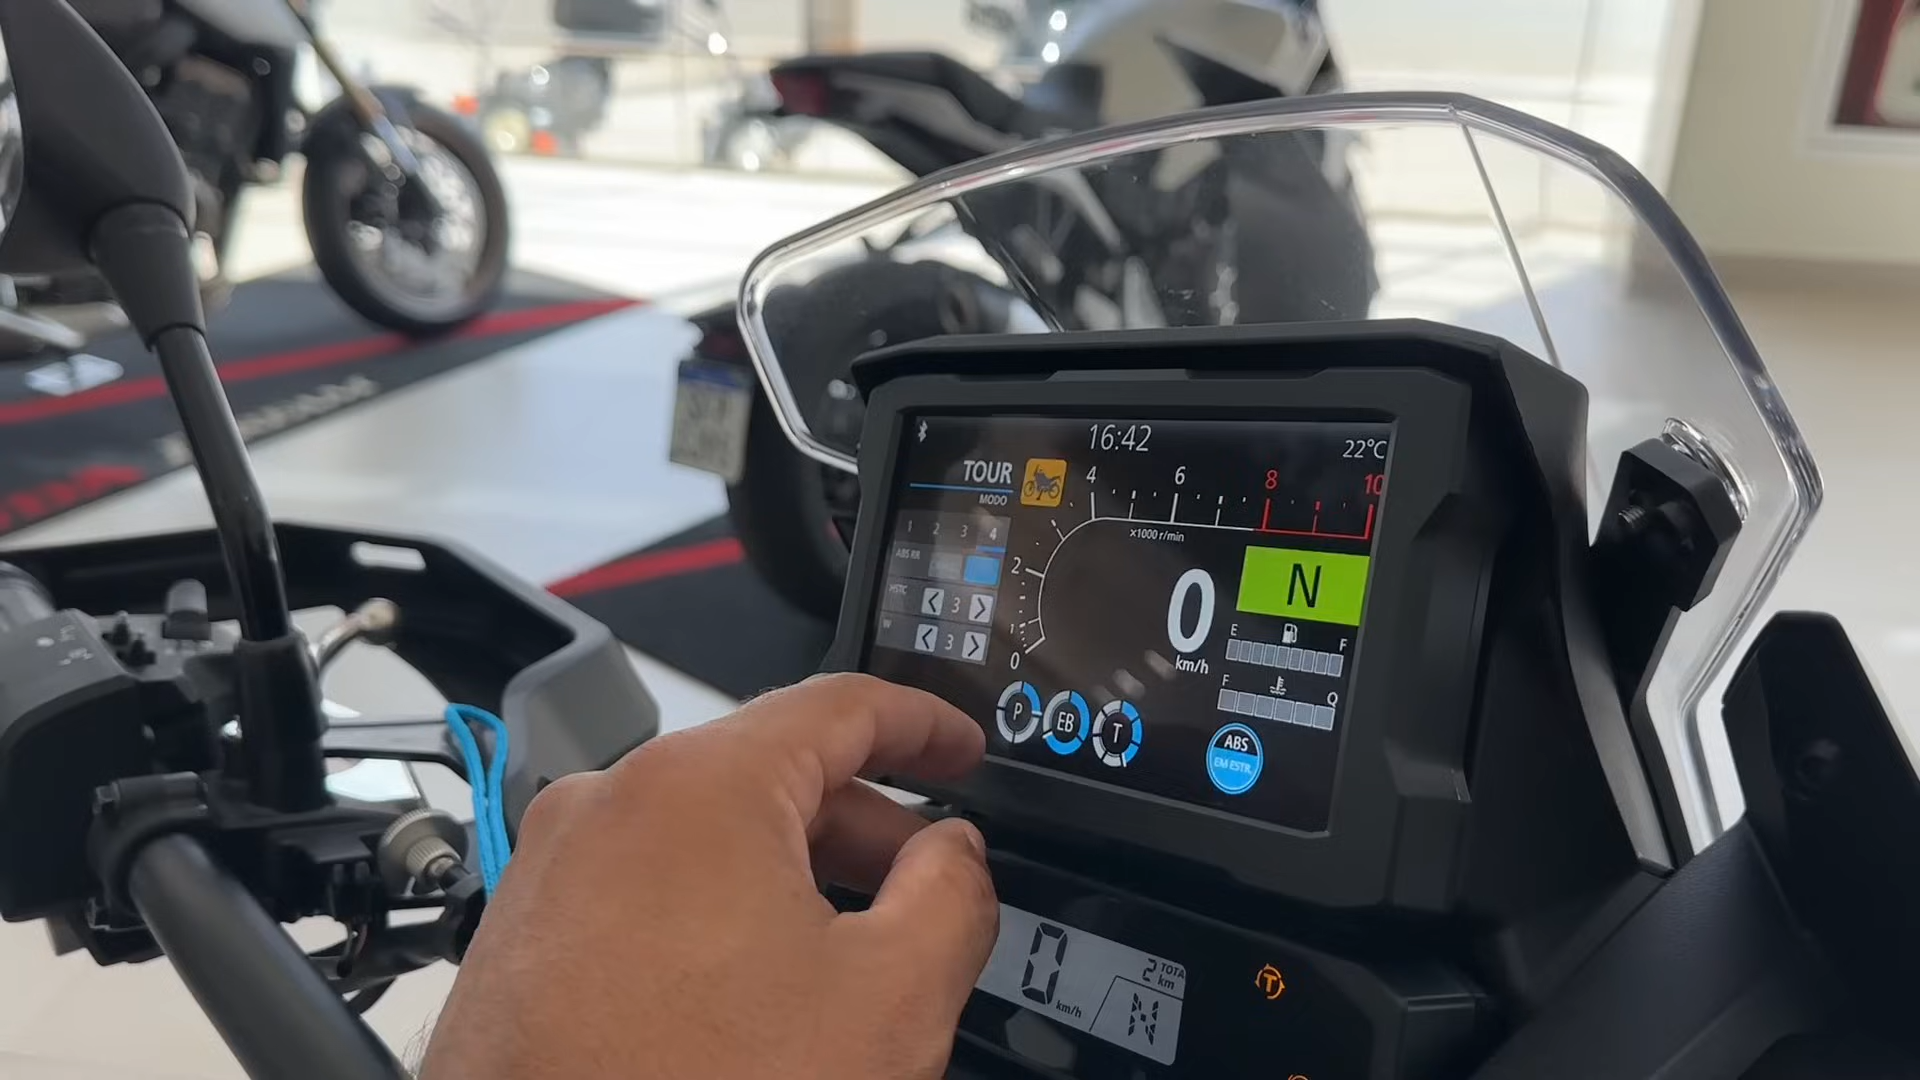 16:42
22°C
TOUR
MODO
1 2 3 4
ABS RR
HSTC
3
W
3
4 6 8 10
x1000 r/min
2
1
0
0
km/h
N
E F
F Q
P EB T
ABS
EM ESTR.
0
km/h
2 TOTA
km
N
T